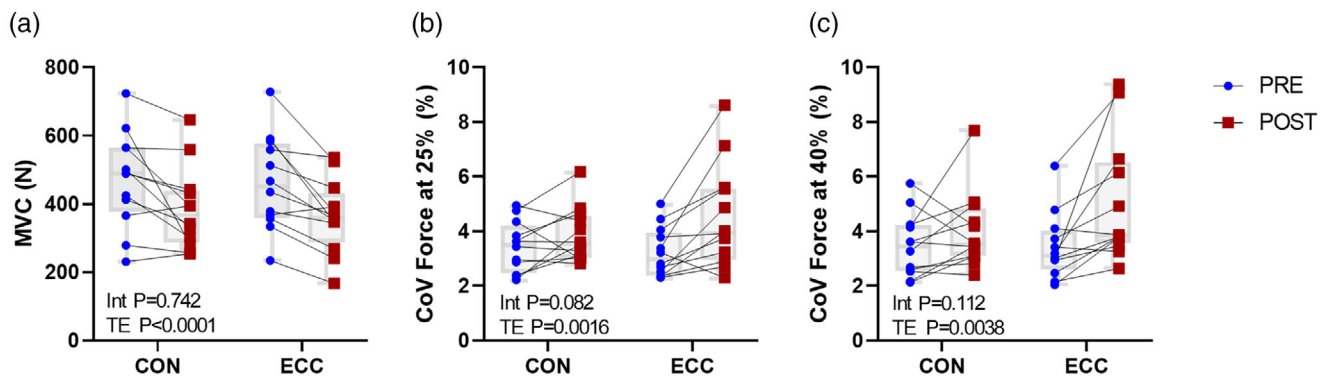 (a)
MVC (N)
800
600
400
200
0
Int P=0.742
TE P<0.0001
CON
ECC
(b)
CoV Force at 25% (%)
10
8
6
4
2
0
Int P=0.082
TE P=0.0016
CON
ECC
(c)
CoV Force at 40% (%)
10
8
6
4
2
0
Int P=0.112
TE P=0.0038
CON
ECC
PRE
POST